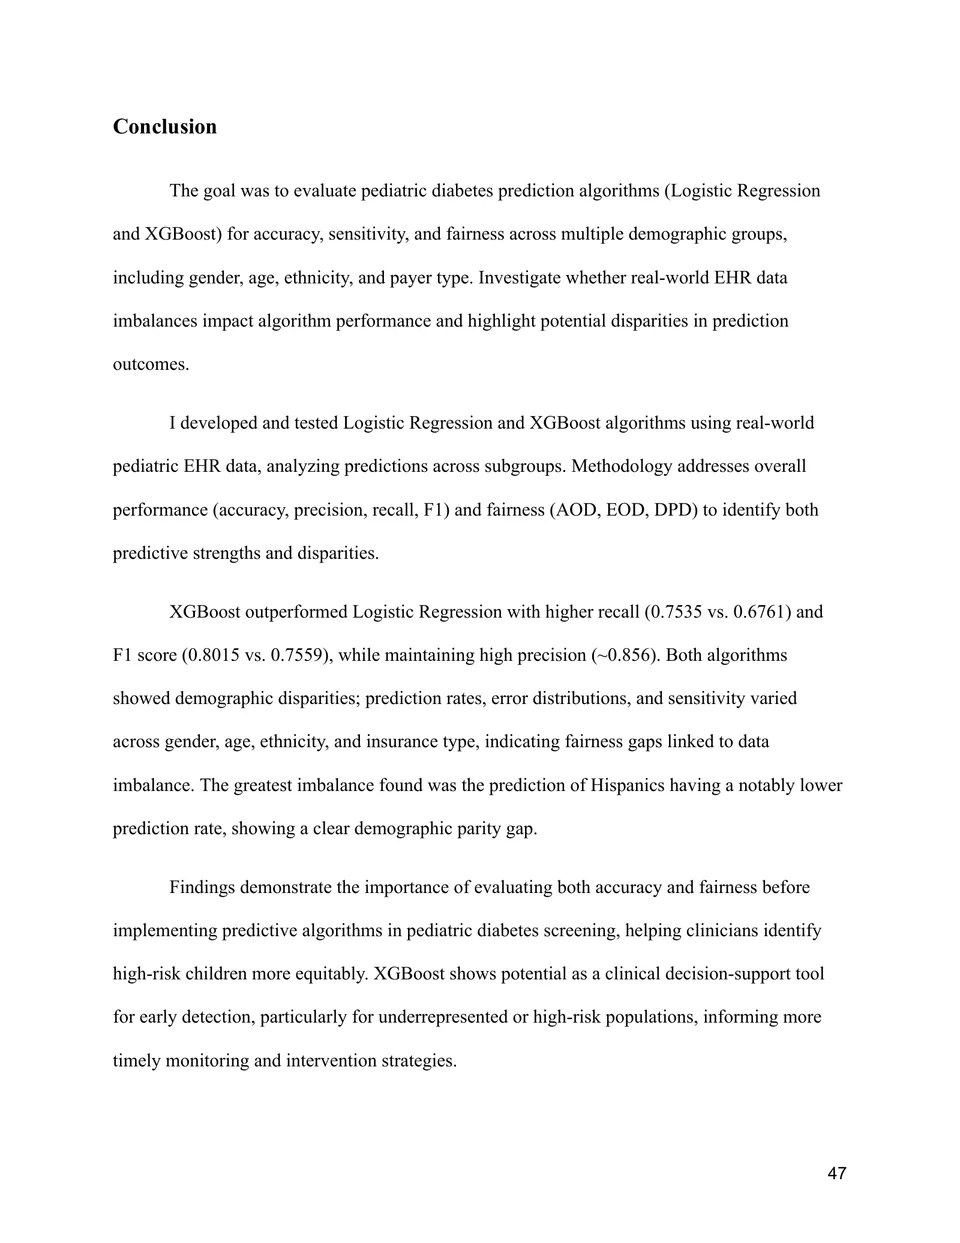 Conclusion
The goal was to evaluate pediatric diabetes prediction algorithms (Logistic Regression
and XGBoost) for accuracy, sensitivity, and fairness across multiple demographic groups,
including gender, age, ethnicity, and payer type. Investigate whether real-world EHR data
imbalances impact algorithm performance and highlight potential disparities in prediction
outcomes.
I developed and tested Logistic Regression and XGBoost algorithms using real-world
pediatric EHR data, analyzing predictions across subgroups. Methodology addresses overall
performance (accuracy, precision, recall, F1) and fairness (AOD, EOD, DPD) to identify both
predictive strengths and disparities.
XGBoost outperformed Logistic Regression with higher recall (0.7535 vs. 0.6761) and
F1 score (0.8015 vs. 0.7559), while maintaining high precision (~0.856). Both algorithms
showed demographic disparities; prediction rates, error distributions, and sensitivity varied
across gender, age, ethnicity, and insurance type, indicating fairness gaps linked to data
imbalance. The greatest imbalance found was the prediction of Hispanics having a notably lower
prediction rate, showing a clear demographic parity gap.
Findings demonstrate the importance of evaluating both accuracy and fairness before
implementing predictive algorithms in pediatric diabetes screening, helping clinicians identify
high-risk children more equitably. XGBoost shows potential as a clinical decision-support tool
for early detection, particularly for underrepresented or high-risk populations, informing more
timely monitoring and intervention strategies.
47